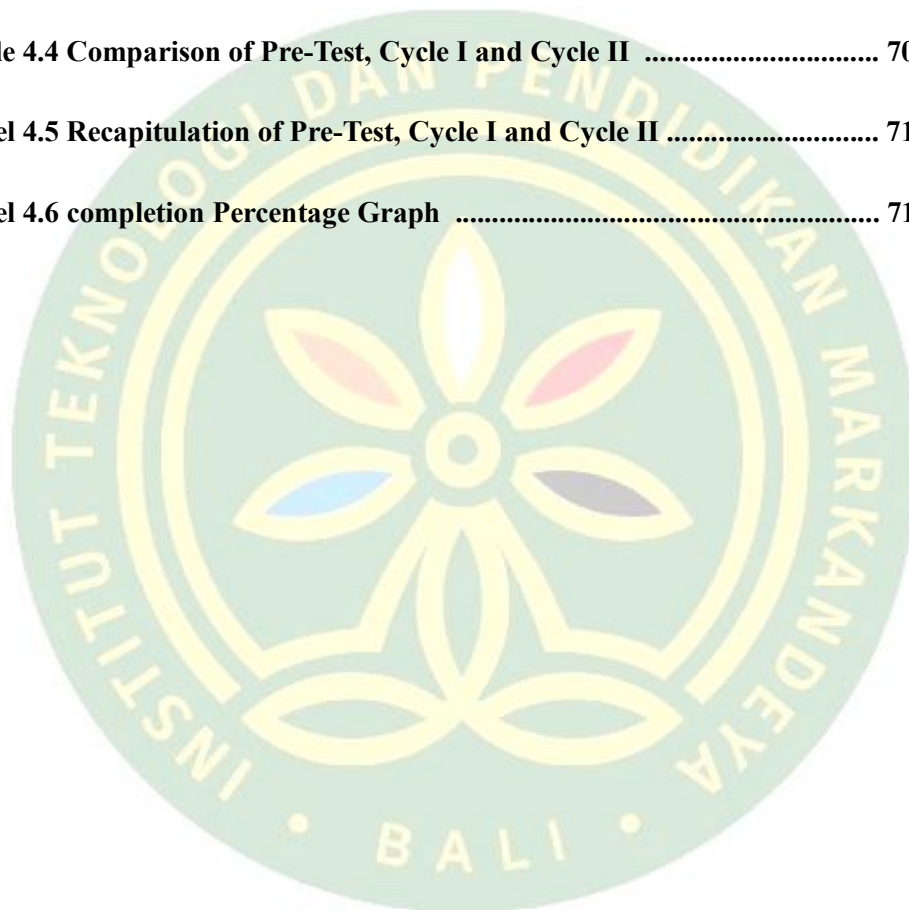 le 4.4 Comparison of Pre-Test, Cycle I and Cycle II ................................ 70
el 4.5 Recapitulation of Pre-Test, Cycle I and Cycle II ............................. 71
el 4.6 completion Percentage Graph .......................................................... 71
INSTITUT TEKNOLOGI DAN PENDIDIKAN MARKANDEYA
• BALI •